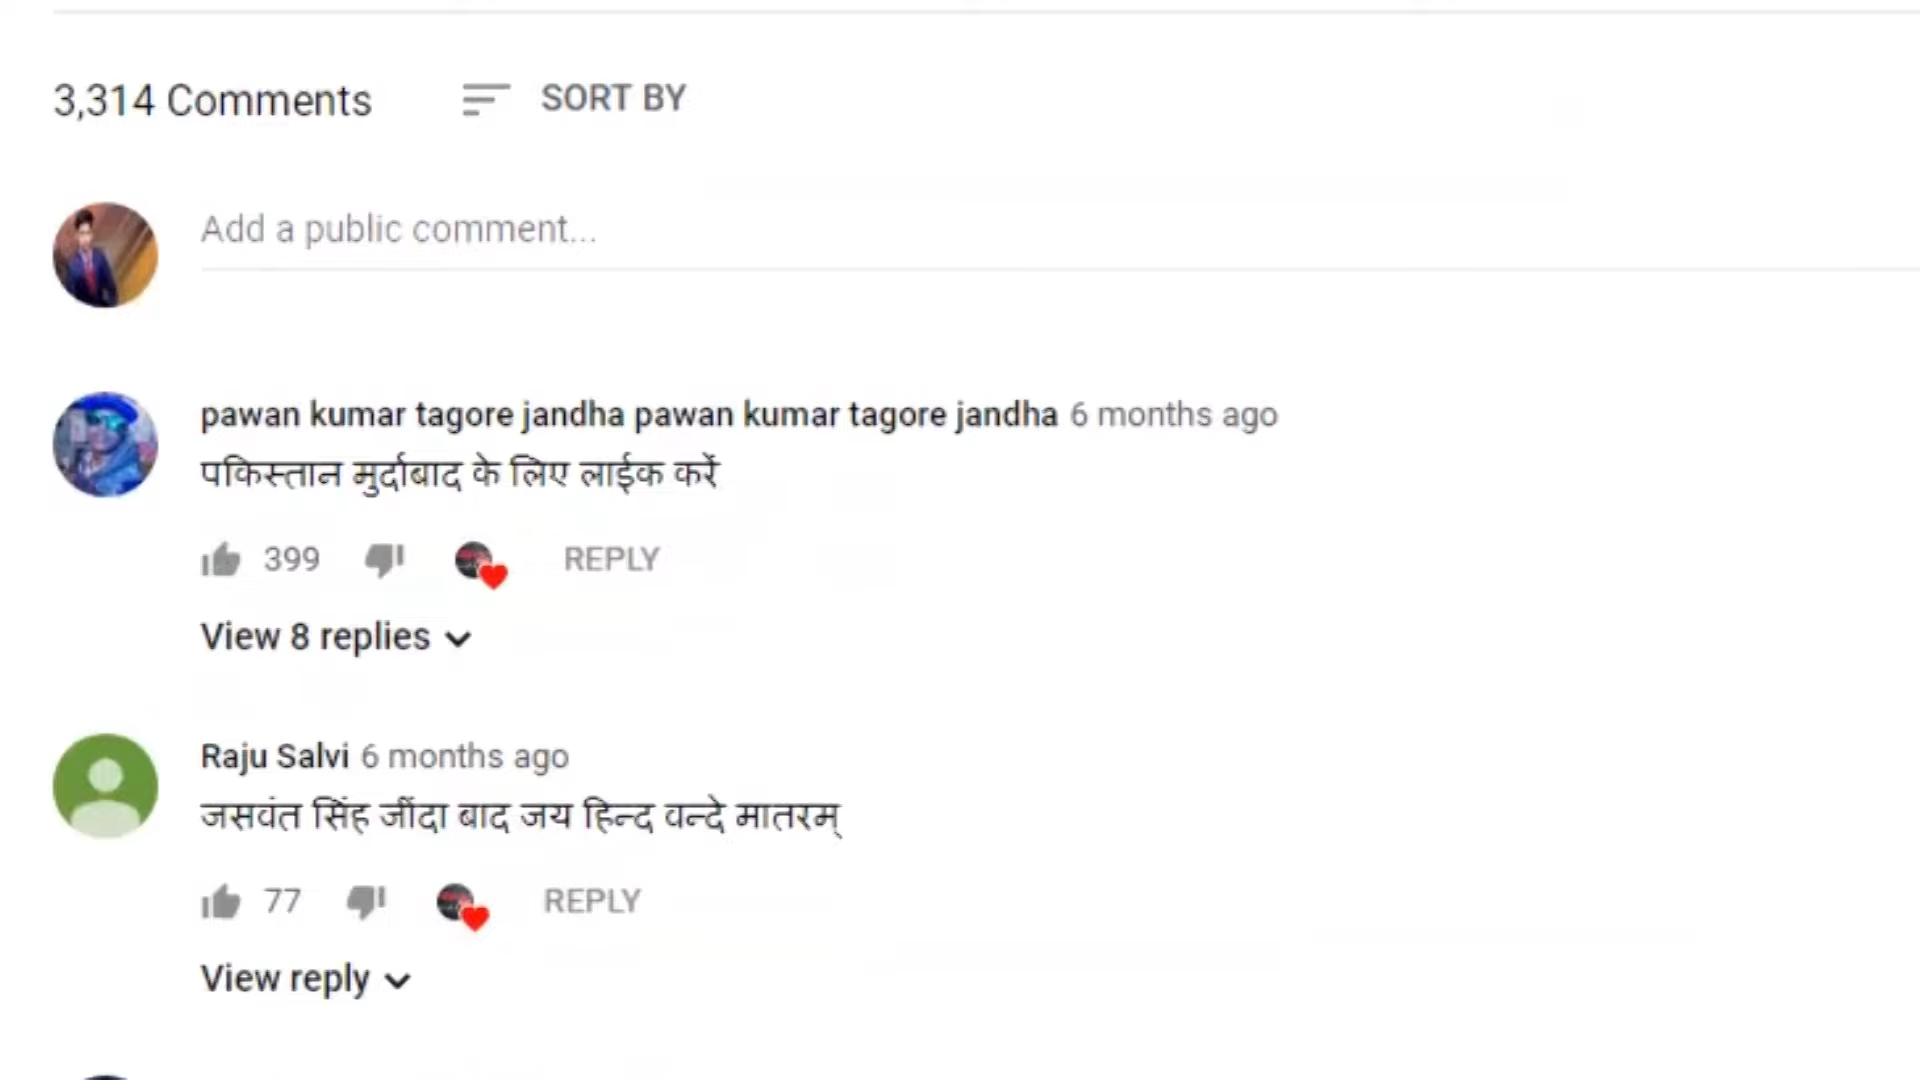 3,314 Comments SORT BY
Add a public comment...
pawan kumar tagore jandha pawan kumar tagore jandha 6 months ago
पकिस्तान मुर्दाबाद के लिए लाईक करें
399 REPLY
View 8 replies
Raju Salvi 6 months ago
जसवंत सिंह जींदा बाद जय हिन्द वन्दे मातरम्
77 REPLY
View reply